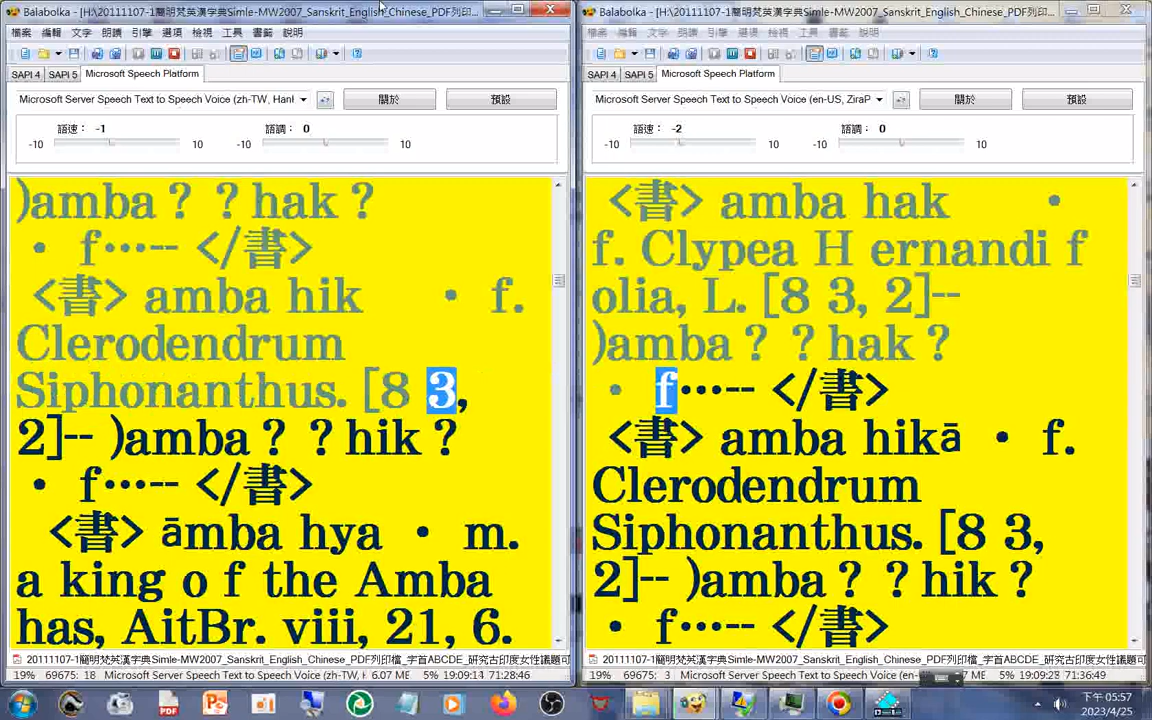 Balabolka - [H:\20111107-1簡明梵英漢字典Simle-MW2007_Sanskrit_English_Chinese_PDF列印...
檔案 編輯 文字 朗讀 引擎 選項 檢視 工具 書籤 說明
SAPI 4 SAPI 5 Microsoft Speech Platform
Microsoft Server Speech Text to Speech Voice (zh-TW, Hanl 關於 預設
語速： -1 語調： 0
-10 10 -10 10
)amba？ ？hak？
• f…-- </書>
<書> amba hik • f.
Clerodendrum
Siphonanthus. [8 3,
2]-- )amba？ ？hik？
• f…-- </書>
<書> āmba hya • m.
a king o f the Amba
has, AitBr. viii, 21, 6.
20111107-1簡明梵英漢字典Simle-MW2007_Sanskrit_English_Chinese_PDF列印檔_字首ABCDE_研究古印度女性議題可
19% 69675: 18 Microsoft Server Speech Text to Speech Voice (zh-TW, H 6.07 ME 5% 19:09:14 71:28:46
Balabolka - [H:\20111107-1簡明梵英漢字典Simle-MW2007_Sanskrit_English_Chinese_PDF列印...
檔案 編輯 文字 朗讀 引擎 選項 檢視 工具 書籤 說明
SAPI 4 SAPI 5 Microsoft Speech Platform
Microsoft Server Speech Text to Speech Voice (en-US, ZiraP 關於 預設
語速： -2 語調： 0
-10 10 -10 10
<書> amba hak •
f. Clypea H ernandi f
olia, L. [8 3, 2]--
)amba？ ？hak？
• f…-- </書>
<書> amba hikā • f.
Clerodendrum
Siphonanthus. [8 3,
2]-- )amba？ ？hik？
• f…-- </書>
20111107-1簡明梵英漢字典Simle-MW2007_Sanskrit_English_Chinese_PDF列印檔_字首ABCDE_研究古印度女性議題可
19% 69675: 3 Microsoft Server Speech Text to Speech Voice (en-US, Z 6.07 ME 5% 19:09:28 71:36:49
下午 05:57
2023/4/25